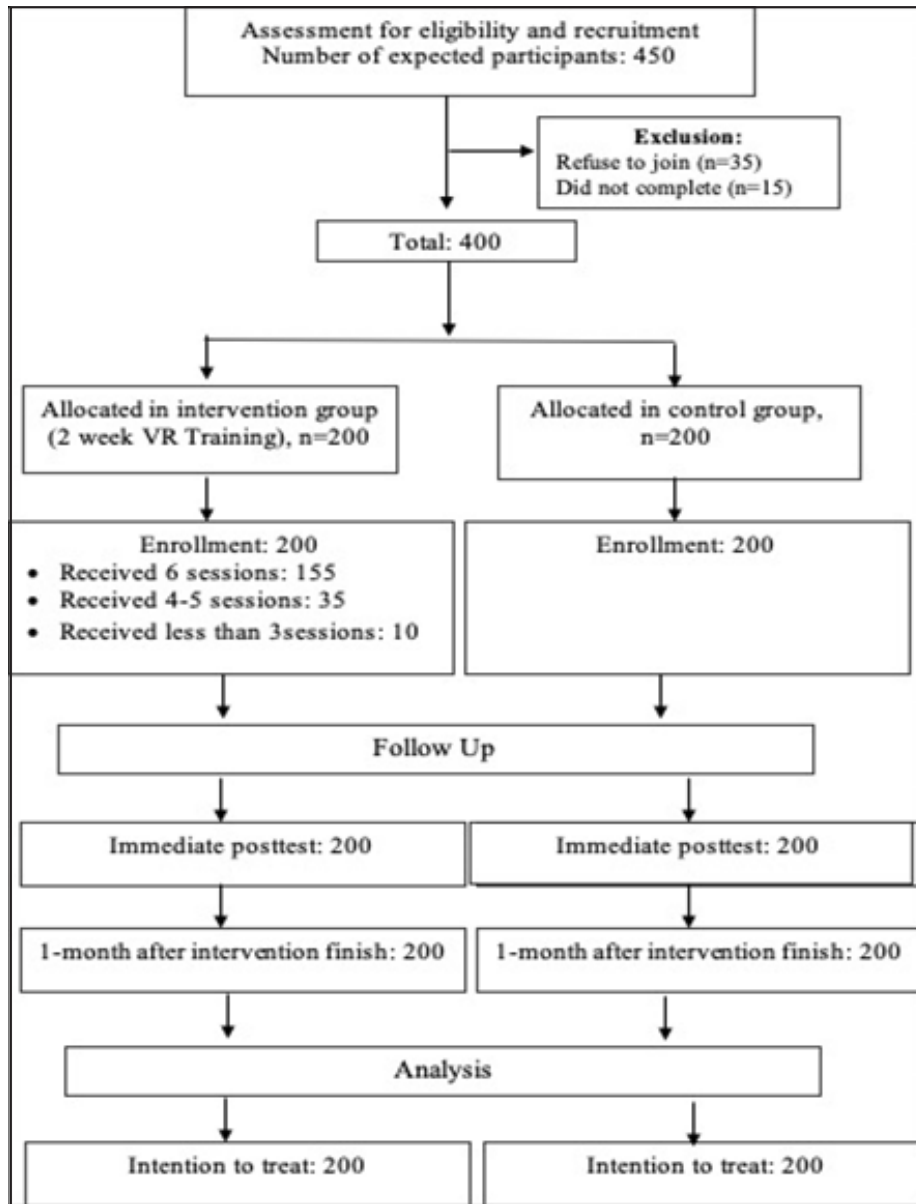 Assessment for eligibility and recruitment
Number of expected participants: 450
Exclusion:
Refuse to join (n=35)
Did not complete (n=15)
Total: 400
Allocated in intervention group
(2 week VR Training), n=200
Allocated in control group,
n=200
Enrollment: 200
• Received 6 sessions: 155
• Received 4-5 sessions: 35
• Received less than 3sessions: 10
Enrollment: 200
Follow Up
Immediate posttest: 200
Immediate posttest: 200
1-month after intervention finish: 200
1-month after intervention finish: 200
Analysis
Intention to treat: 200
Intention to treat: 200